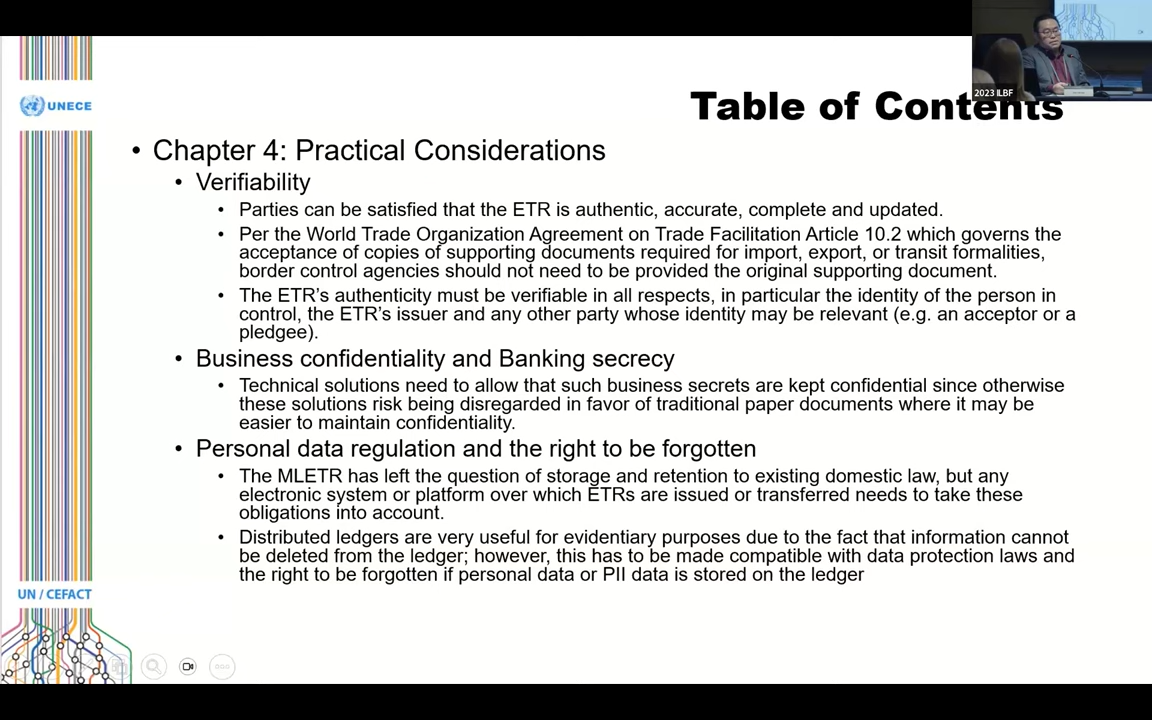 2023 ILBF
UNECE
Table of Contents
• Chapter 4: Practical Considerations
• Verifiability
• Parties can be satisfied that the ETR is authentic, accurate, complete and updated.
• Per the World Trade Organization Agreement on Trade Facilitation Article 10.2 which governs the
acceptance of copies of supporting documents required for import, export, or transit formalities,
border control agencies should not need to be provided the original supporting document.
• The ETR's authenticity must be verifiable in all respects, in particular the identity of the person in
control, the ETR's issuer and any other party whose identity may be relevant (e.g. an acceptor or a
pledgee).
• Business confidentiality and Banking secrecy
• Technical solutions need to allow that such business secrets are kept confidential since otherwise
these solutions risk being disregarded in favor of traditional paper documents where it may be
easier to maintain confidentiality.
• Personal data regulation and the right to be forgotten
• The MLETR has left the question of storage and retention to existing domestic law, but any
electronic system or platform over which ETRs are issued or transferred needs to take these
obligations into account.
• Distributed ledgers are very useful for evidentiary purposes due to the fact that information cannot
be deleted from the ledger; however, this has to be made compatible with data protection laws and
the right to be forgotten if personal data or PII data is stored on the ledger
UN / CEFACT